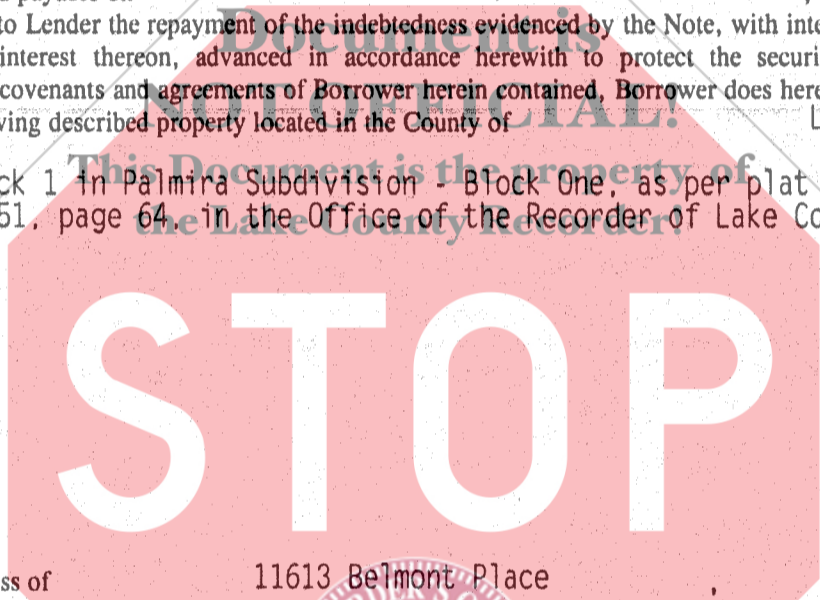 to Lender the repayment of the indebtedness evidenced by the Note, with inte
Document is
interest thereon, advanced in accordance herewith to protect the securi
covenants and agreements of Borrower herein contained, Borrower does here
NOT OFFICIAL!
ving described property located in the County of L
This Document is the property of
ck 1 in Palmira Subdivision - Block One, as per plat
the Lake County Recorder!
51, page 64, in the Office of the Recorder of Lake Co
STOP
ss of 11613 Belmont Place ,